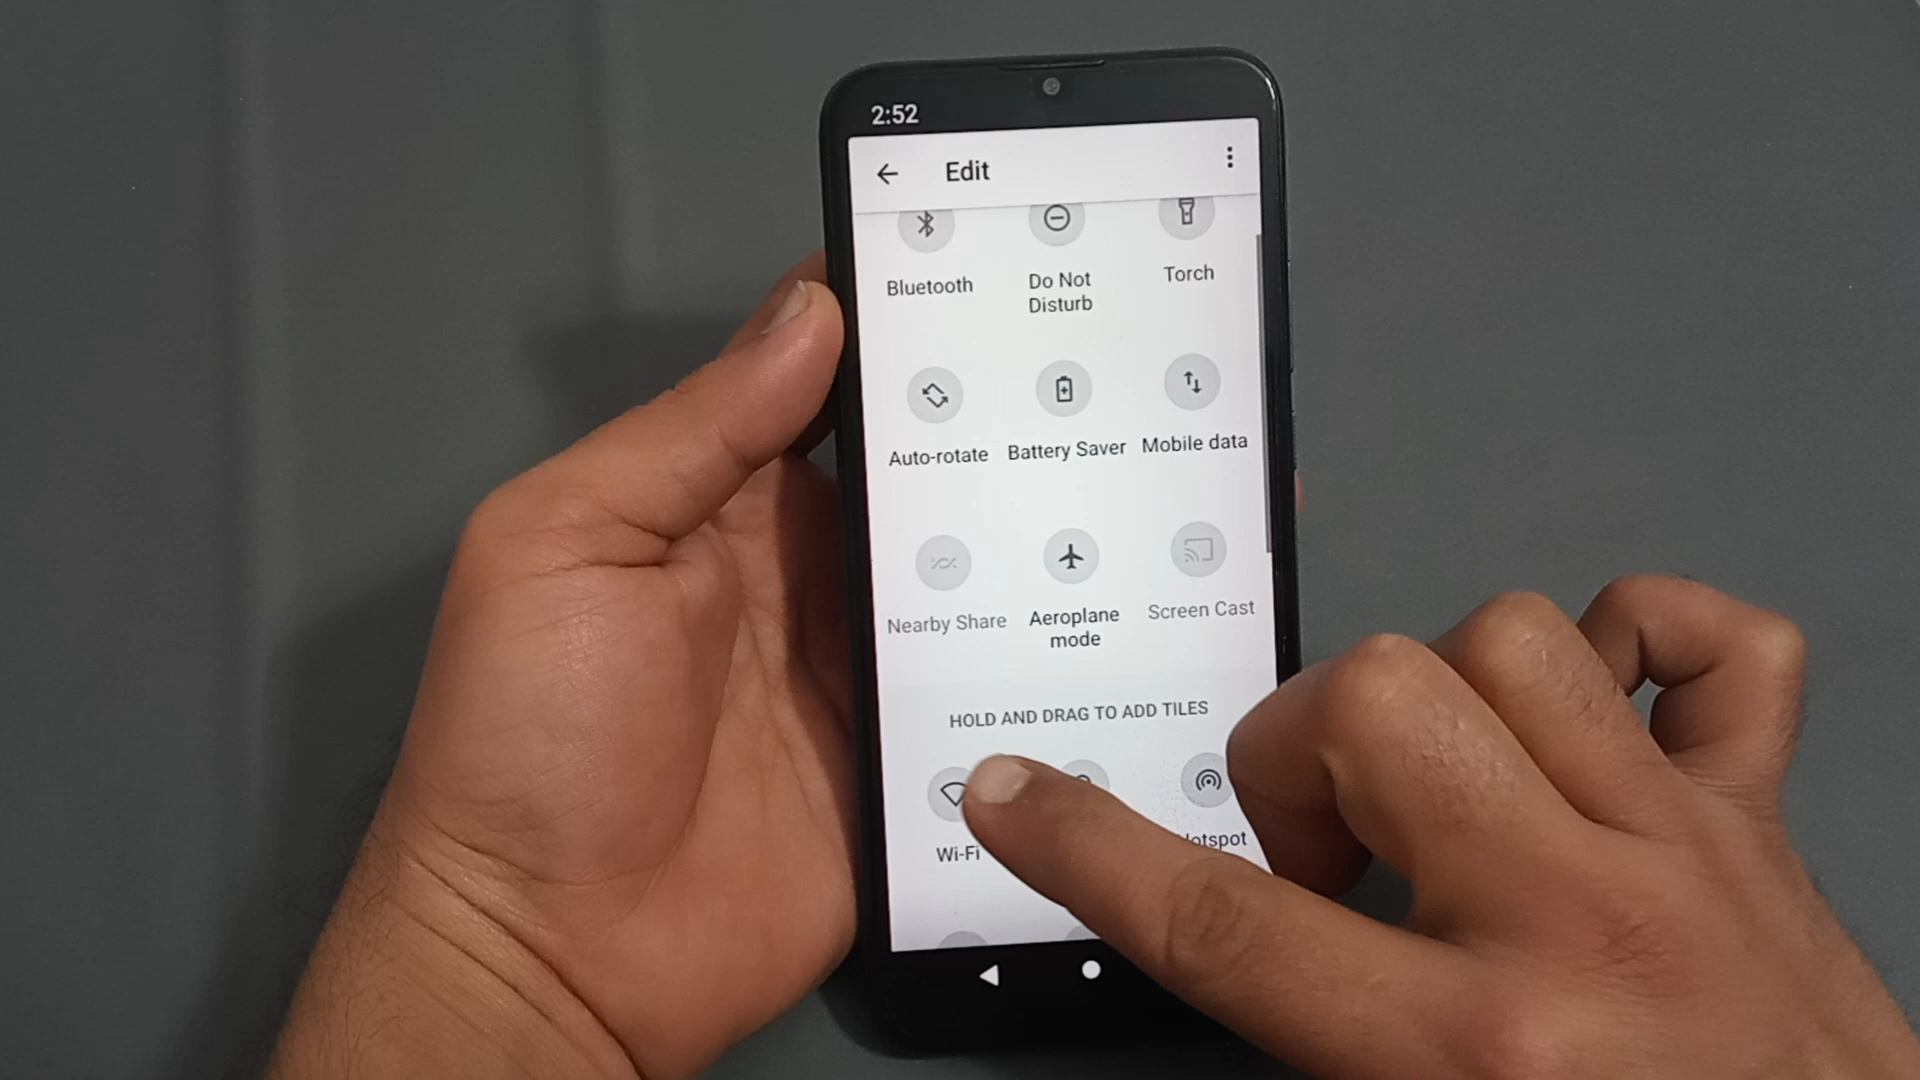 2:52
Edit
Bluetooth
Do Not
Disturb
Torch
Auto-rotate
Battery Saver
Mobile data
Nearby Share
Aeroplane
mode
Screen Cast
HOLD AND DRAG TO ADD TILES
Wi-Fi